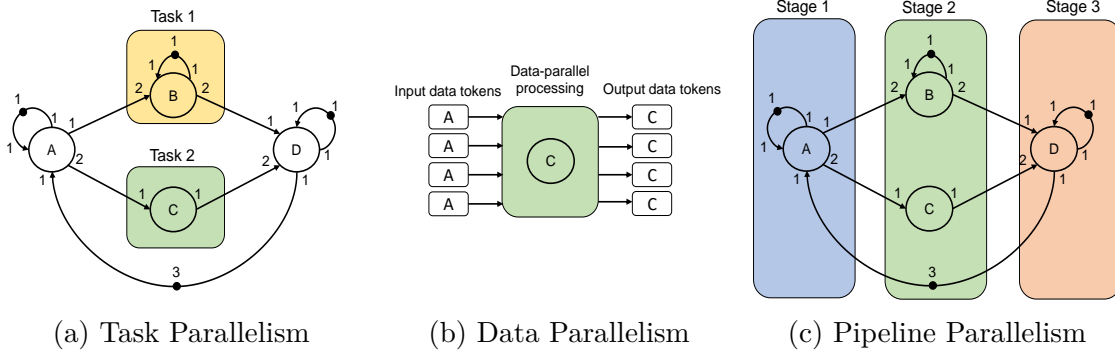 Task 1
1
1
1
B
2
2
1
1
1
1
1
1
A
D
1
1
2
2
Task 2
1
1
C
1
1
3
(a) Task Parallelism
Data-parallel
processing
Input data tokens
Output data tokens
A
C
A
C
C
A
C
A
C
(b) Data Parallelism
Stage 1
Stage 2
Stage 3
1
1
1
B
2
2
1
1
1
1
1
1
A
D
1
1
2
2
1
1
C
1
1
3
(c) Pipeline Parallelism